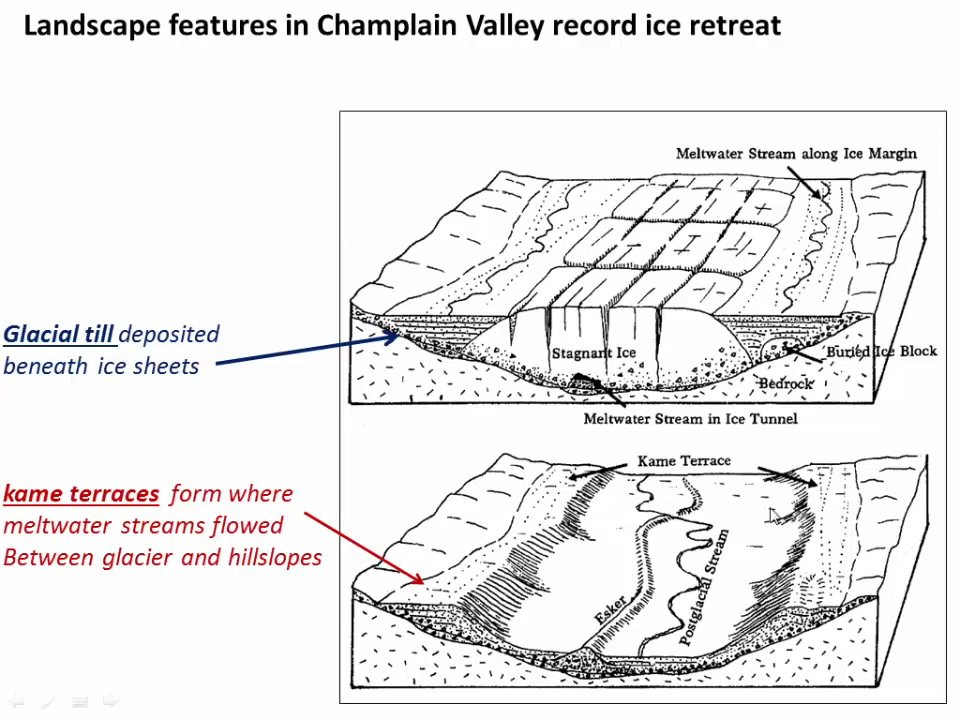 Landscape features in Champlain Valley record ice retreat
Meltwater Stream along Ice Margin
Glacial till deposited
beneath ice sheets
Stagnant Ice
Buried Ice Block
Bedrock
Meltwater Stream in Ice Tunnel
Kame Terrace
kame terraces form where
meltwater streams flowed
Between glacier and hillslopes
Esker
Postglacial Stream